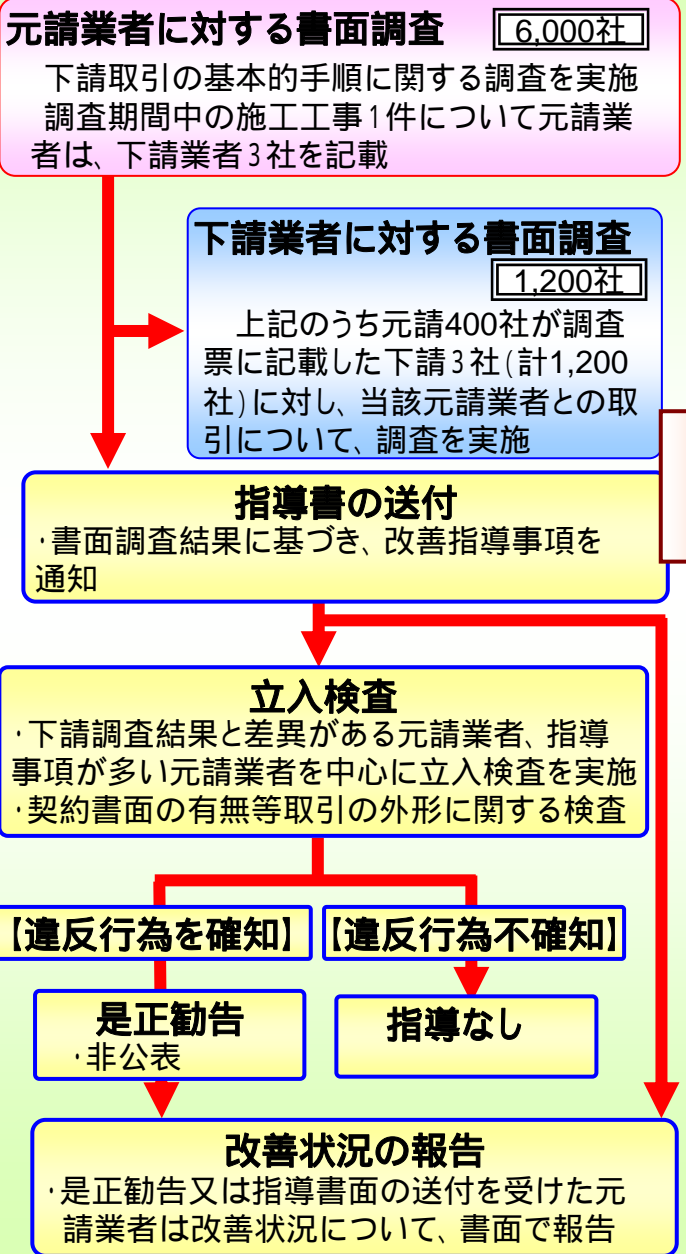 元請業者に対する書面調査 6,000社
下請取引の基本的手順に関する調査を実施
調査期間中の施工工事1件について元請業
者は、下請業者3社を記載
下請業者に対する書面調査
1,200社
上記のうち元請400社が調査
票に記載した下請3社(計1,200
社)に対し、当該元請業者との取
引について、調査を実施
指導書の送付
・書面調査結果に基づき、改善指導事項を
通知
立入検査
・下請調査結果と差異がある元請業者、指導
事項が多い元請業者を中心に立入検査を実施
・契約書面の有無等取引の外形に関する検査
【違反行為を確知】 【違反行為不確知】
是正勧告
・非公表
指導なし
改善状況の報告
・是正勧告又は指導書面の送付を受けた元
請業者は改善状況について、書面で報告